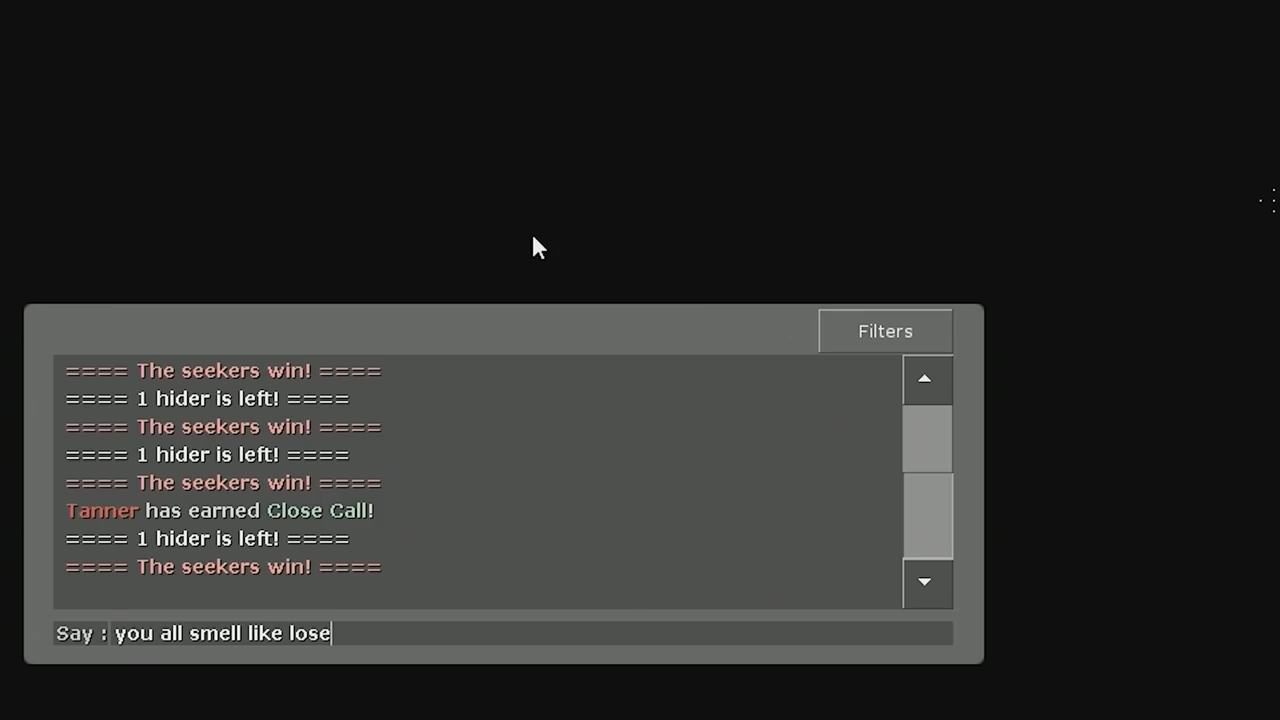 Filters
==== The seekers win! ====
==== 1 hider is left! ====
==== The seekers win! ====
==== 1 hider is left! ====
==== The seekers win! ====
Tanner has earned Close Call!
==== 1 hider is left! ====
==== The seekers win! ====
Say : you all smell like lose